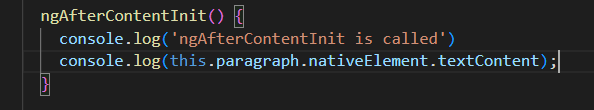 ngAfterContentInit() {
console.log('ngAfterContentInit is called')
console.log(this.paragraph.nativeElement.textContent);
}